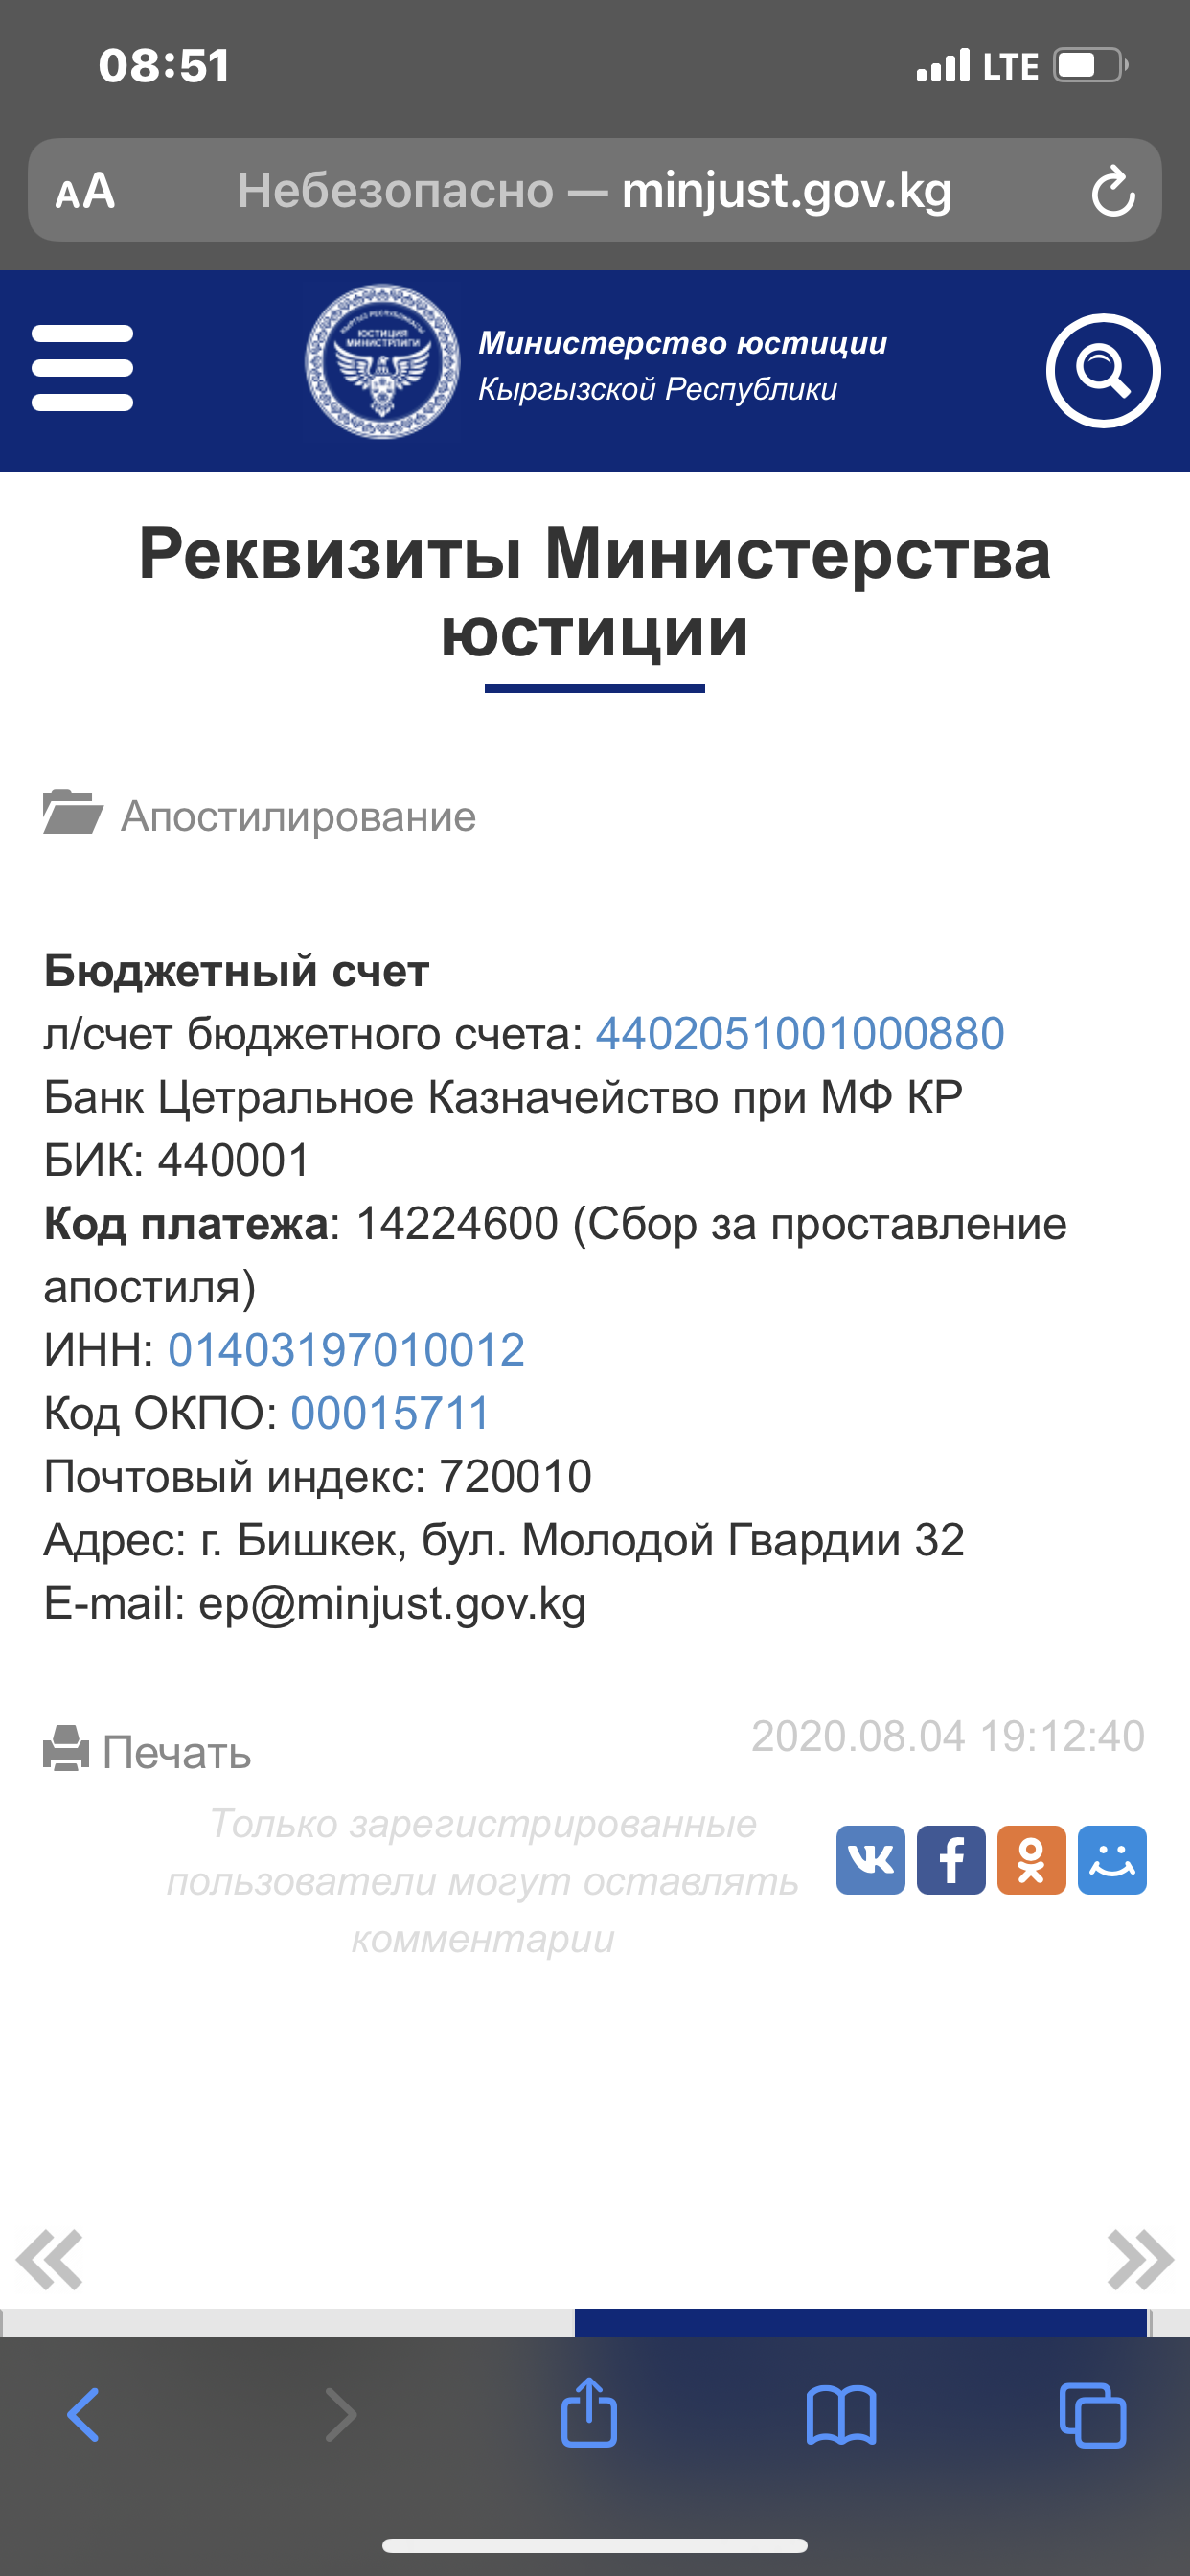 08:51
LTE
AA
Небезопасно — minjust.gov.kg
ЮСТИЦИЯ
МИНИСТРЛИГИ
Министерство юстиции
Кыргызской Республики
Реквизиты Министерства
юстиции
Апостилирование
Бюджетный счет
л/счет бюджетного счета: 4402051001000880
Банк Цетральное Казначейство при МФ КР
БИК: 440001
Код платежа: 14224600 (Сбор за проставление
апостиля)
ИНН: 01403197010012
Код ОКПО: 00015711
Почтовый индекс: 720010
Адрес: г. Бишкек, бул. Молодой Гвардии 32
E-mail: ep@minjust.gov.kg
Печать
2020.08.04 19:12:40
Только зарегистрированные
пользователи могут оставлять
комментарии